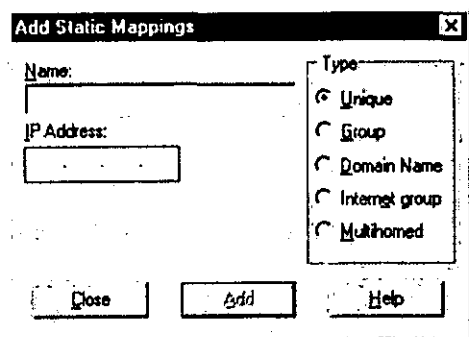 Add Static Mappings
Name:
IP Address:
. . .
Type
Unique
Group
Domain Name
Internet group
Multihomed
Close
Add
Help